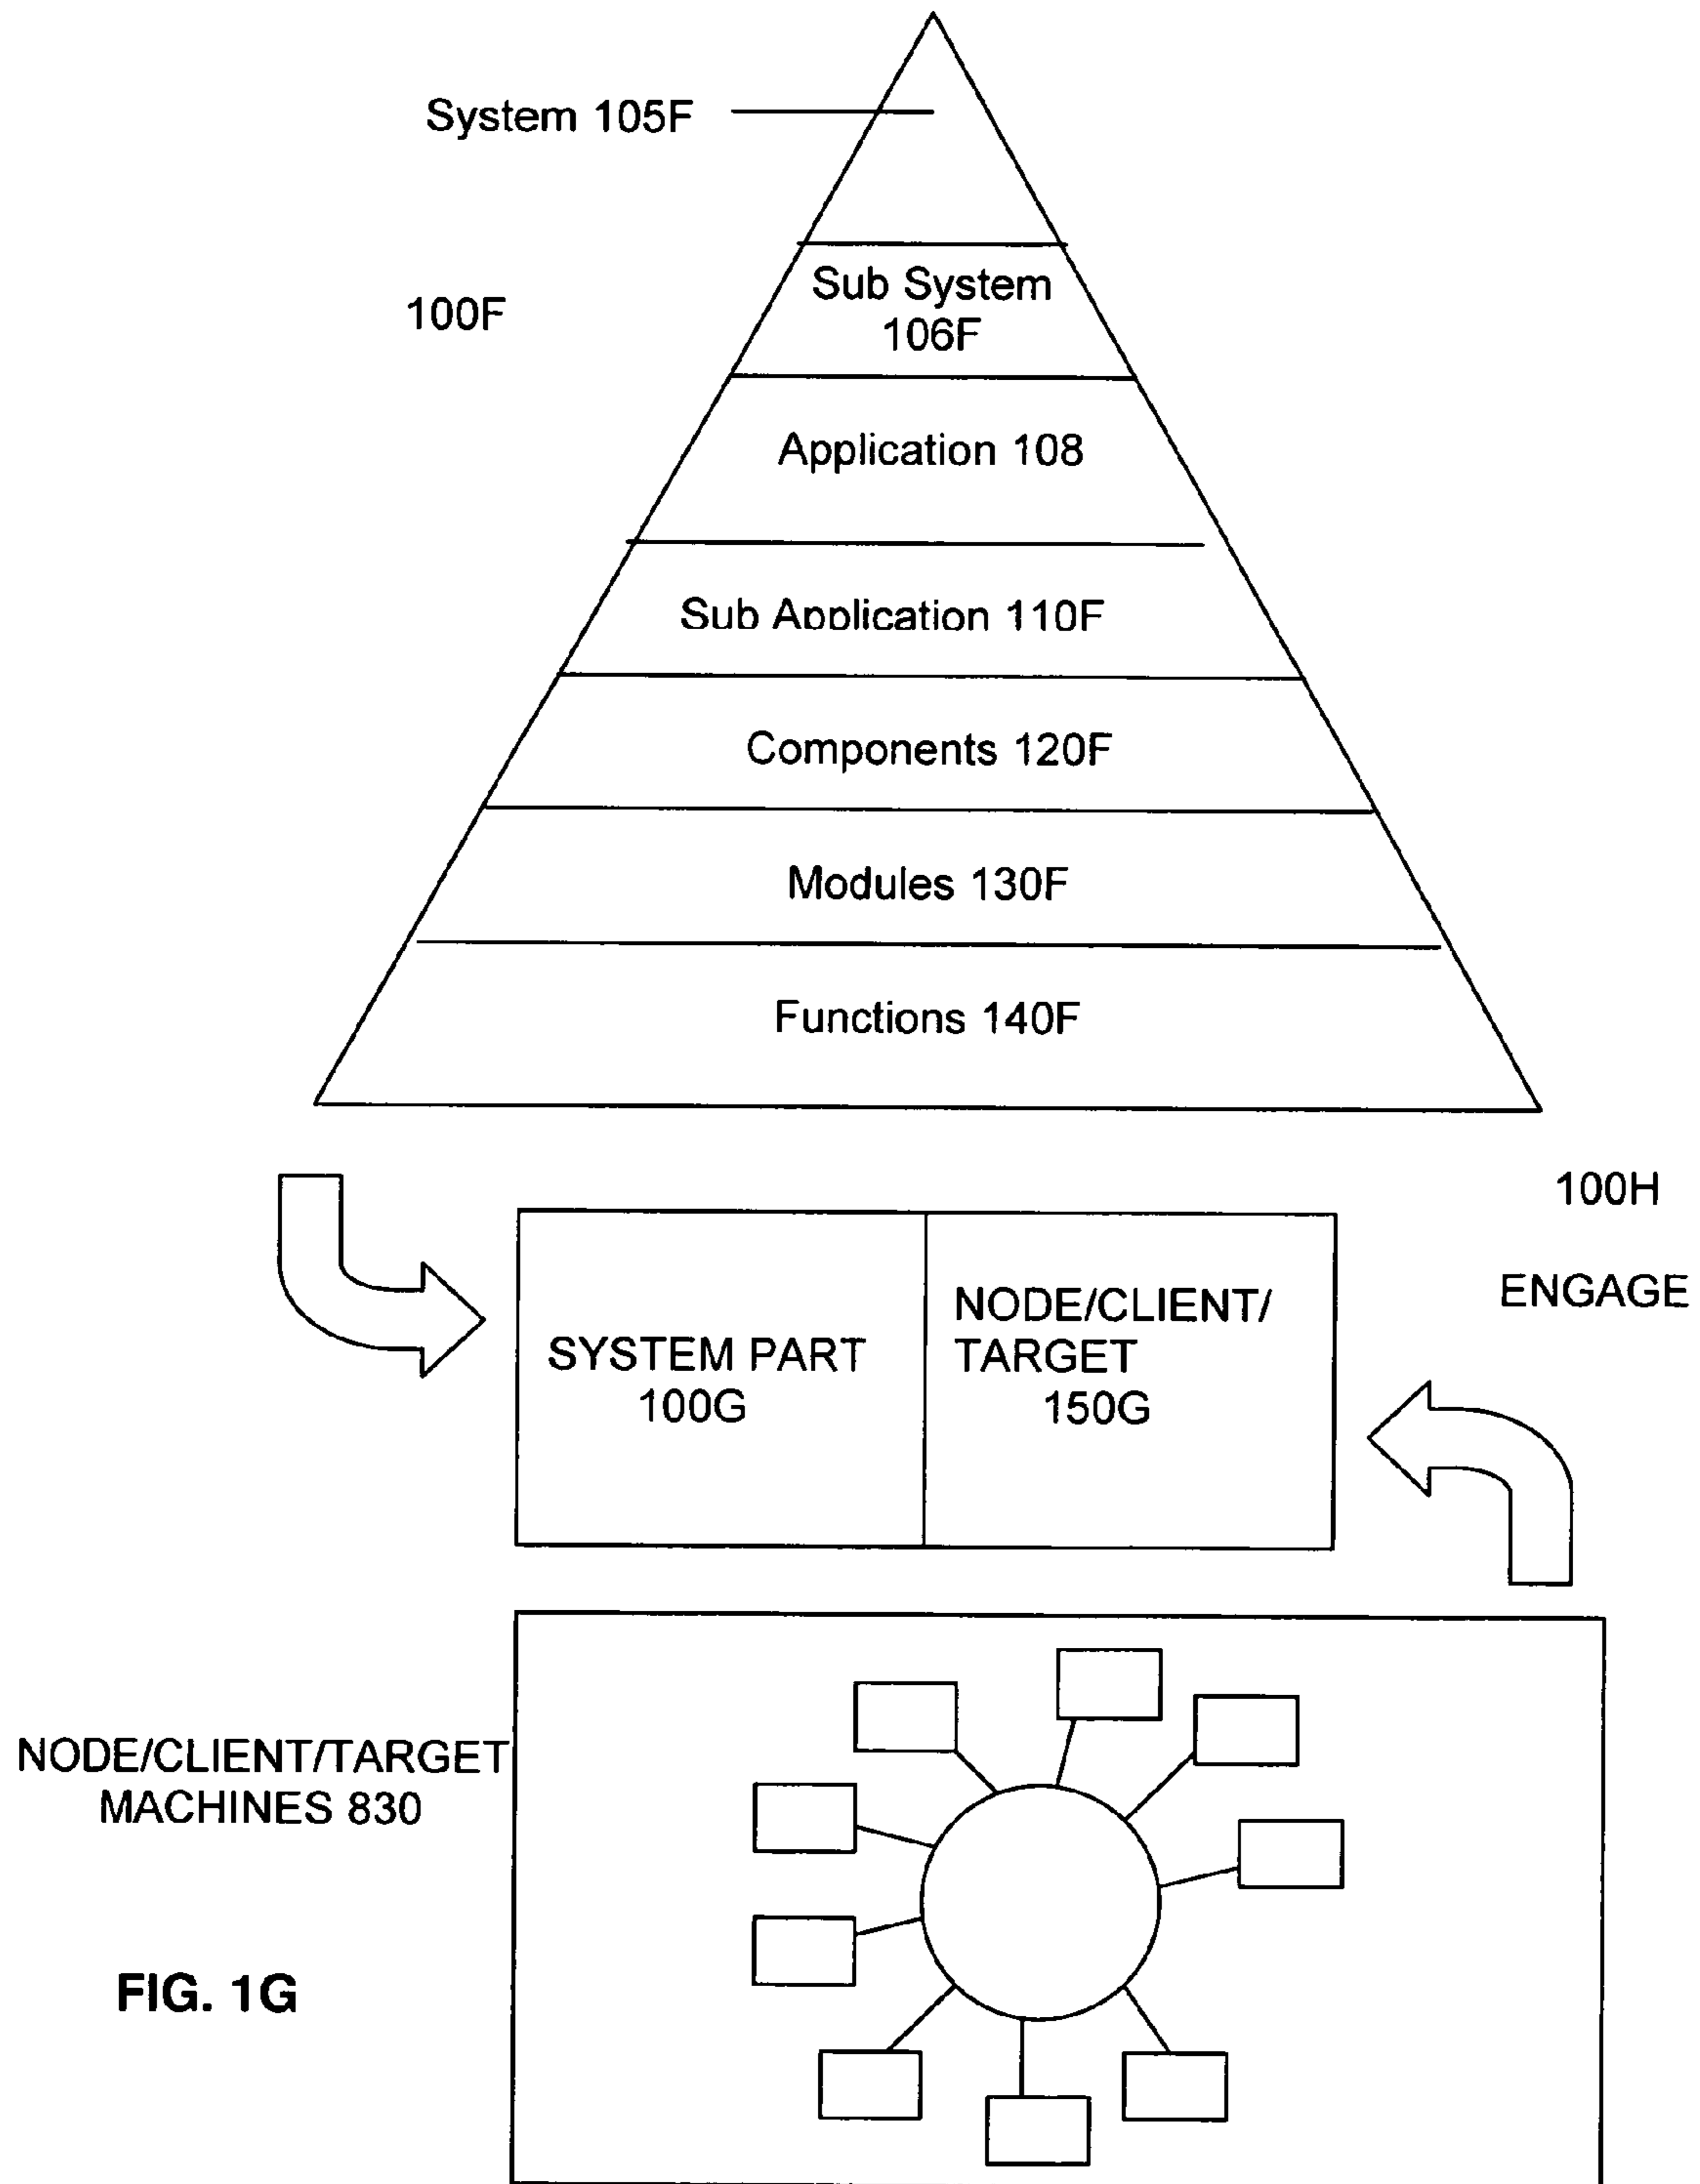 System 105F
100F
Sub System
106F
Application 108
Sub Application 110F
Components 120F
Modules 130F
Functions 140F
100H
ENGAGE
SYSTEM PART
100G
NODE/CLIENT/
TARGET
150G
NODE/CLIENT/TARGET
MACHINES 830
FIG. 1G